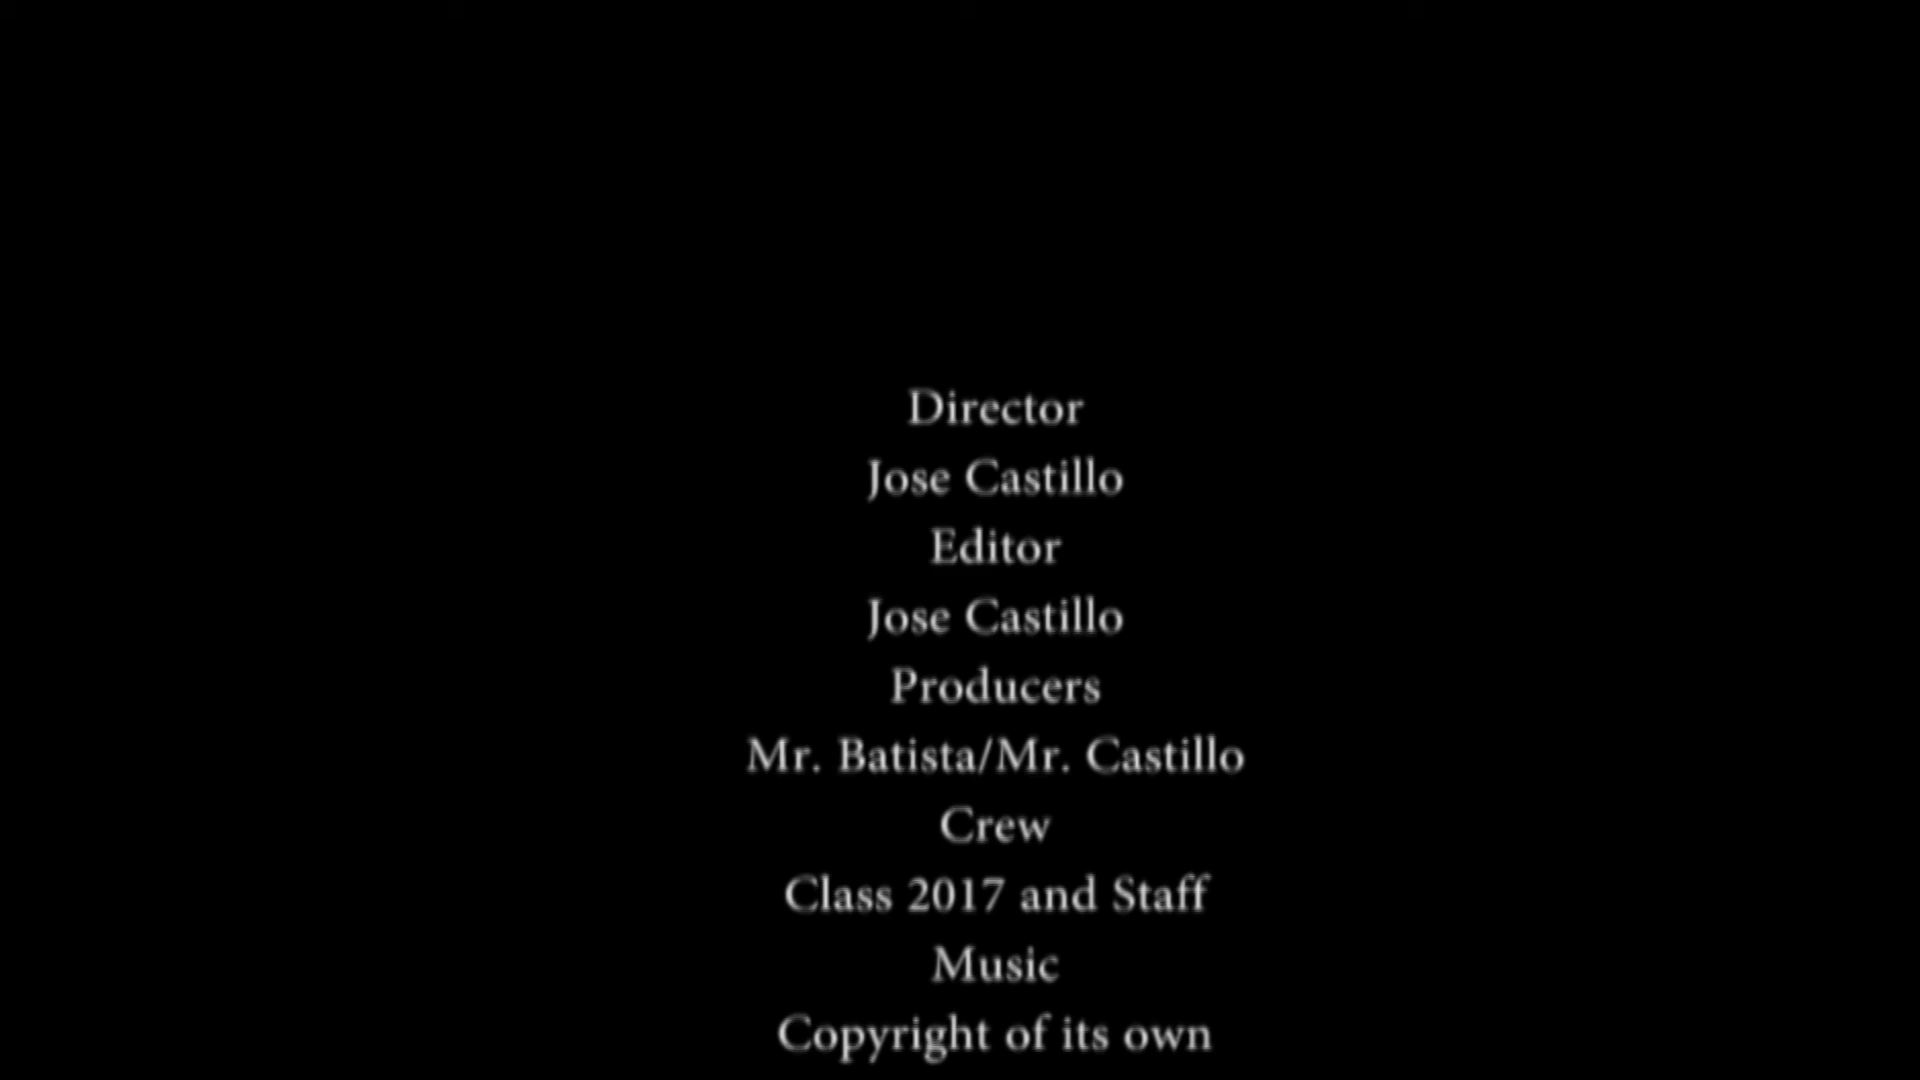 Director
Jose Castillo
Editor
Jose Castillo
Producers
Mr. Batista/Mr. Castillo
Crew
Class 2017 and Staff
Music
Copyright of its own